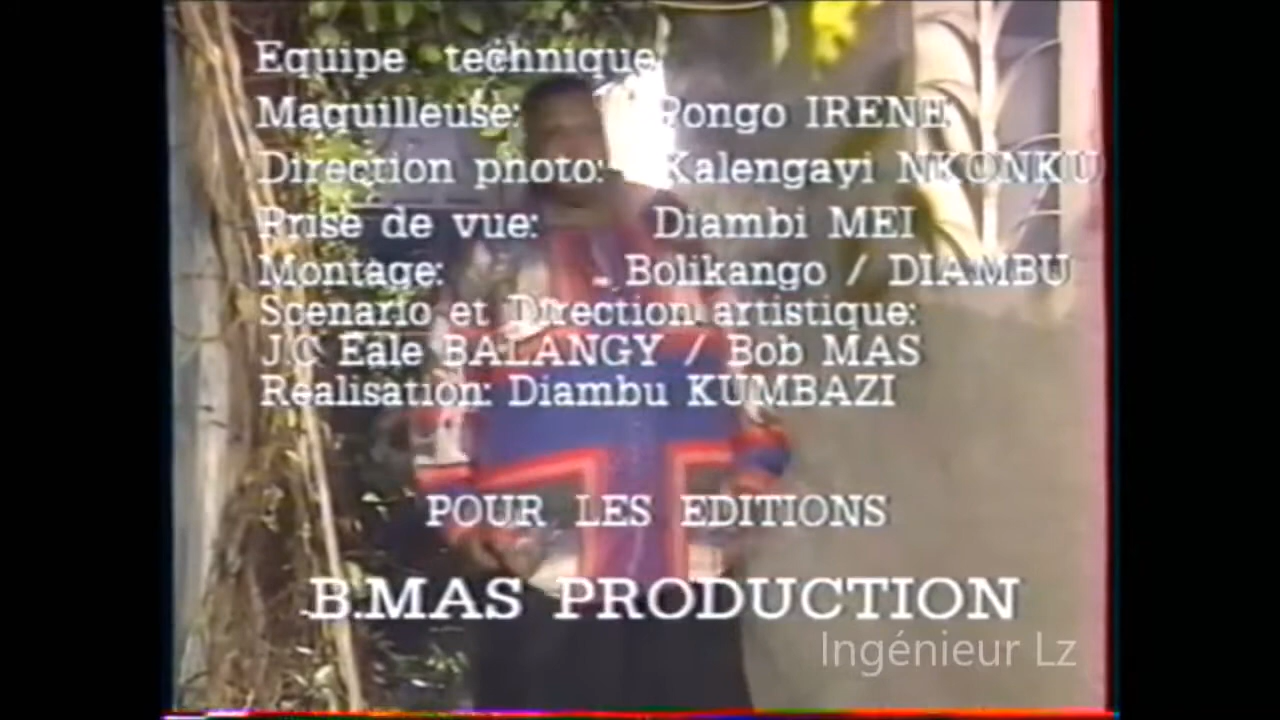 Equipe technique
Maquilleuse: Pongo IRENE
Direction photo: Kalengayi NKONKU
Prise de vue: Diambi MEI
Montage: Bolikango / DIAMBU
Scenario et Direction artistique:
J.C Eale BALANGY / Bob MAS
Realisation: Diambu KUMBAZI
POUR LES EDITIONS
B.MAS PRODUCTION
Ingénieur Lz